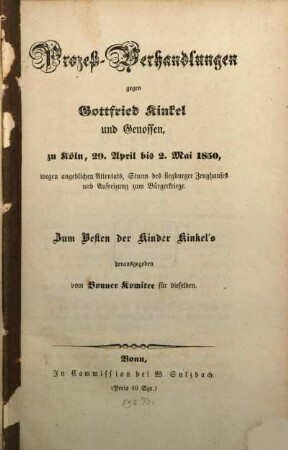 Prozeß-Verhandlungen
gegen
Gottfried Kinkel
und Genossen,
zu Köln, 29. April bis 2. Mai 1850,
wegen angeblichen Attentats, Sturm des siegburger Zeughauses
und Aufreizung zum Bürgerkriege.
Zum Besten der Kinder Kinkel's
herausgegeben
vom Bonner Komitee für dieselben.
Bonn,
In Commission bei W. Sulzbach.
(Preis 10 Sgr.)